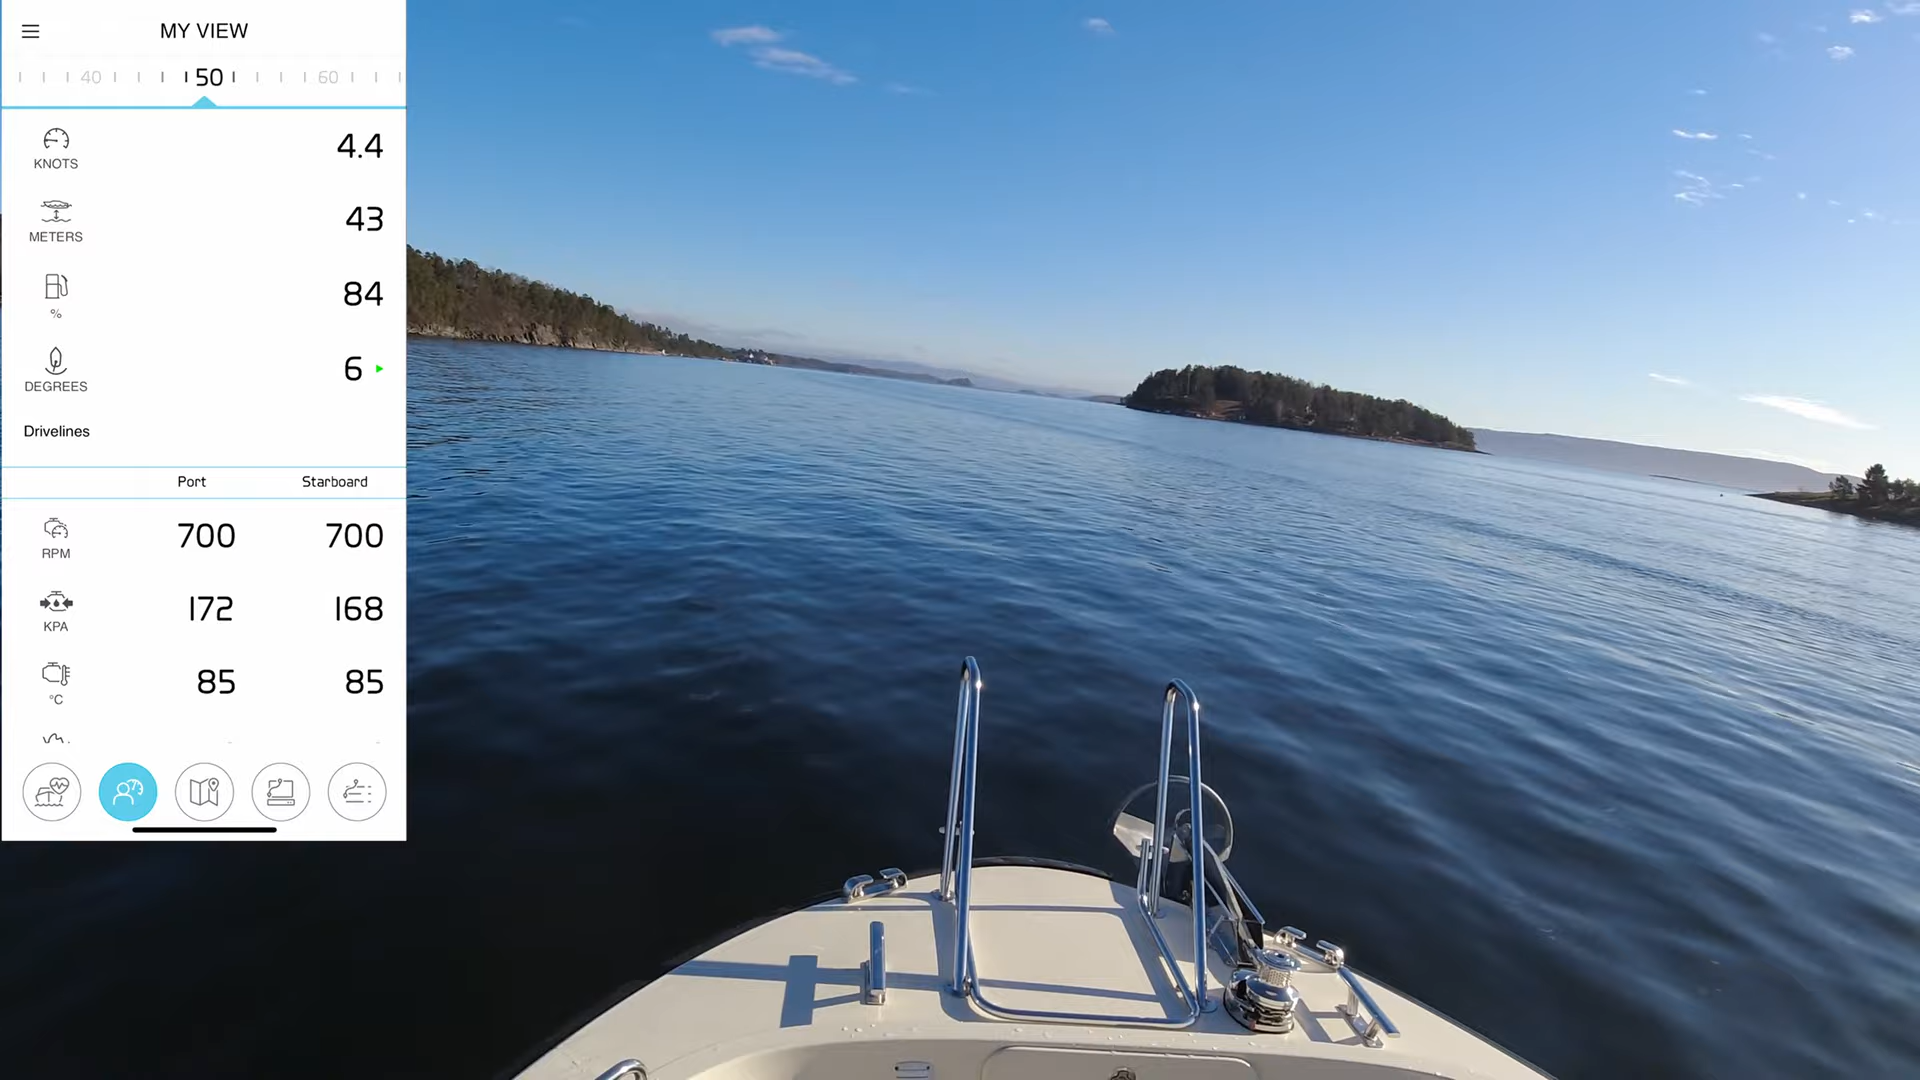 MY VIEW
40 50 60
KNOTS 4.4
METERS 43
% 84
DEGREES 6
Drivelines
Port Starboard
RPM 700 700
KPA 172 168
°C 85 85